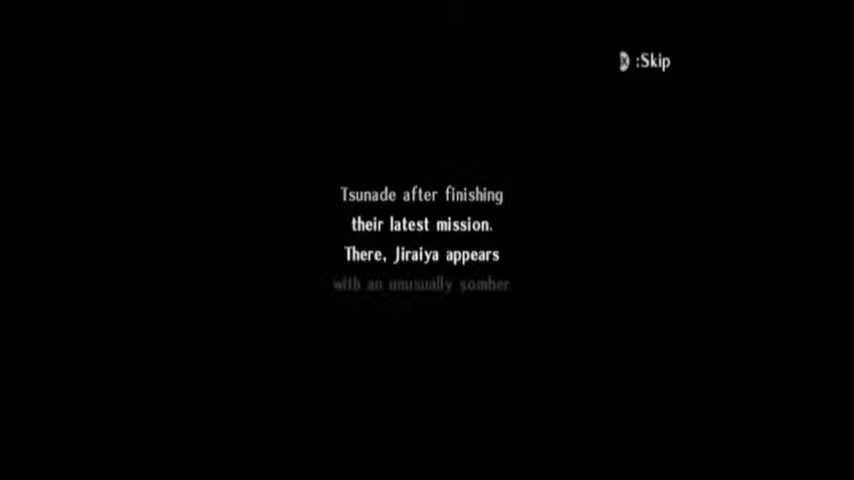 :Skip
Tsunade after finishing
their latest mission.
There, Jiraiya appears
with an unusually somber